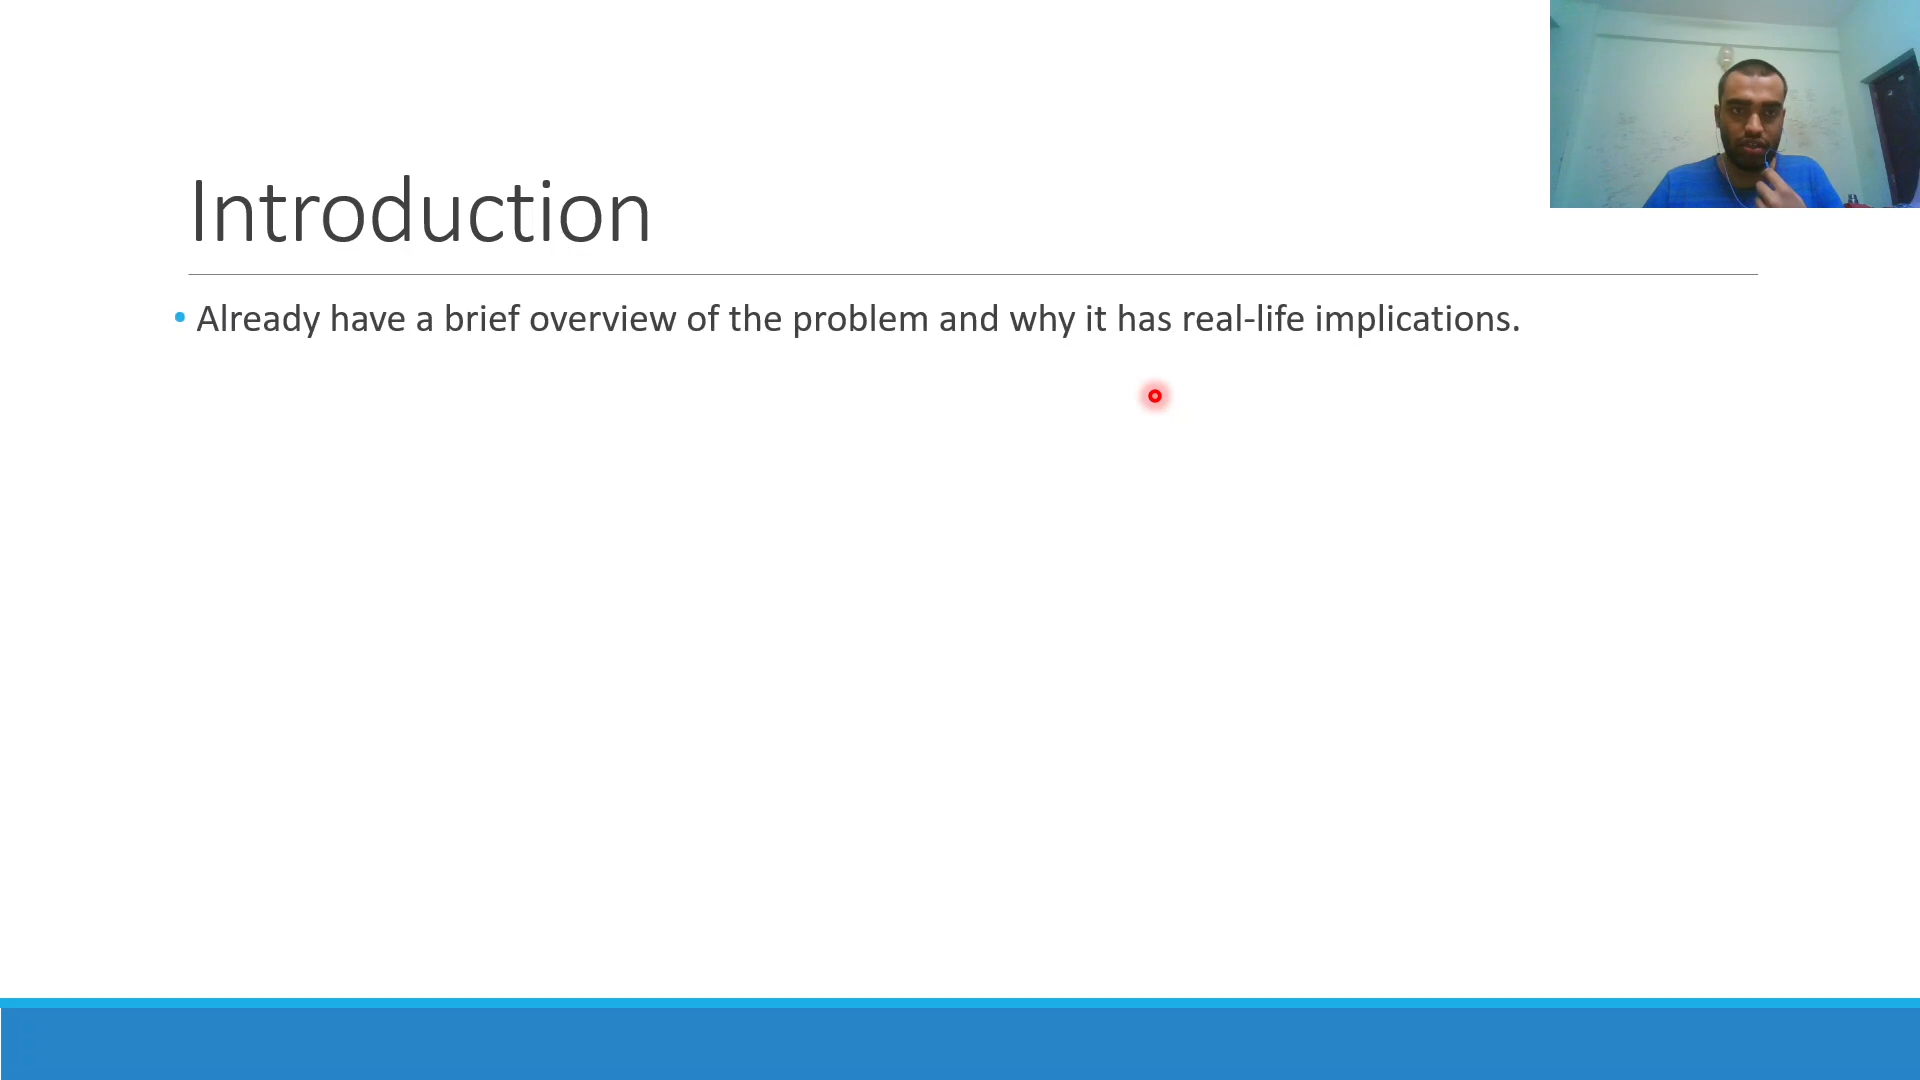 Introduction
• Already have a brief overview of the problem and why it has real-life implications.